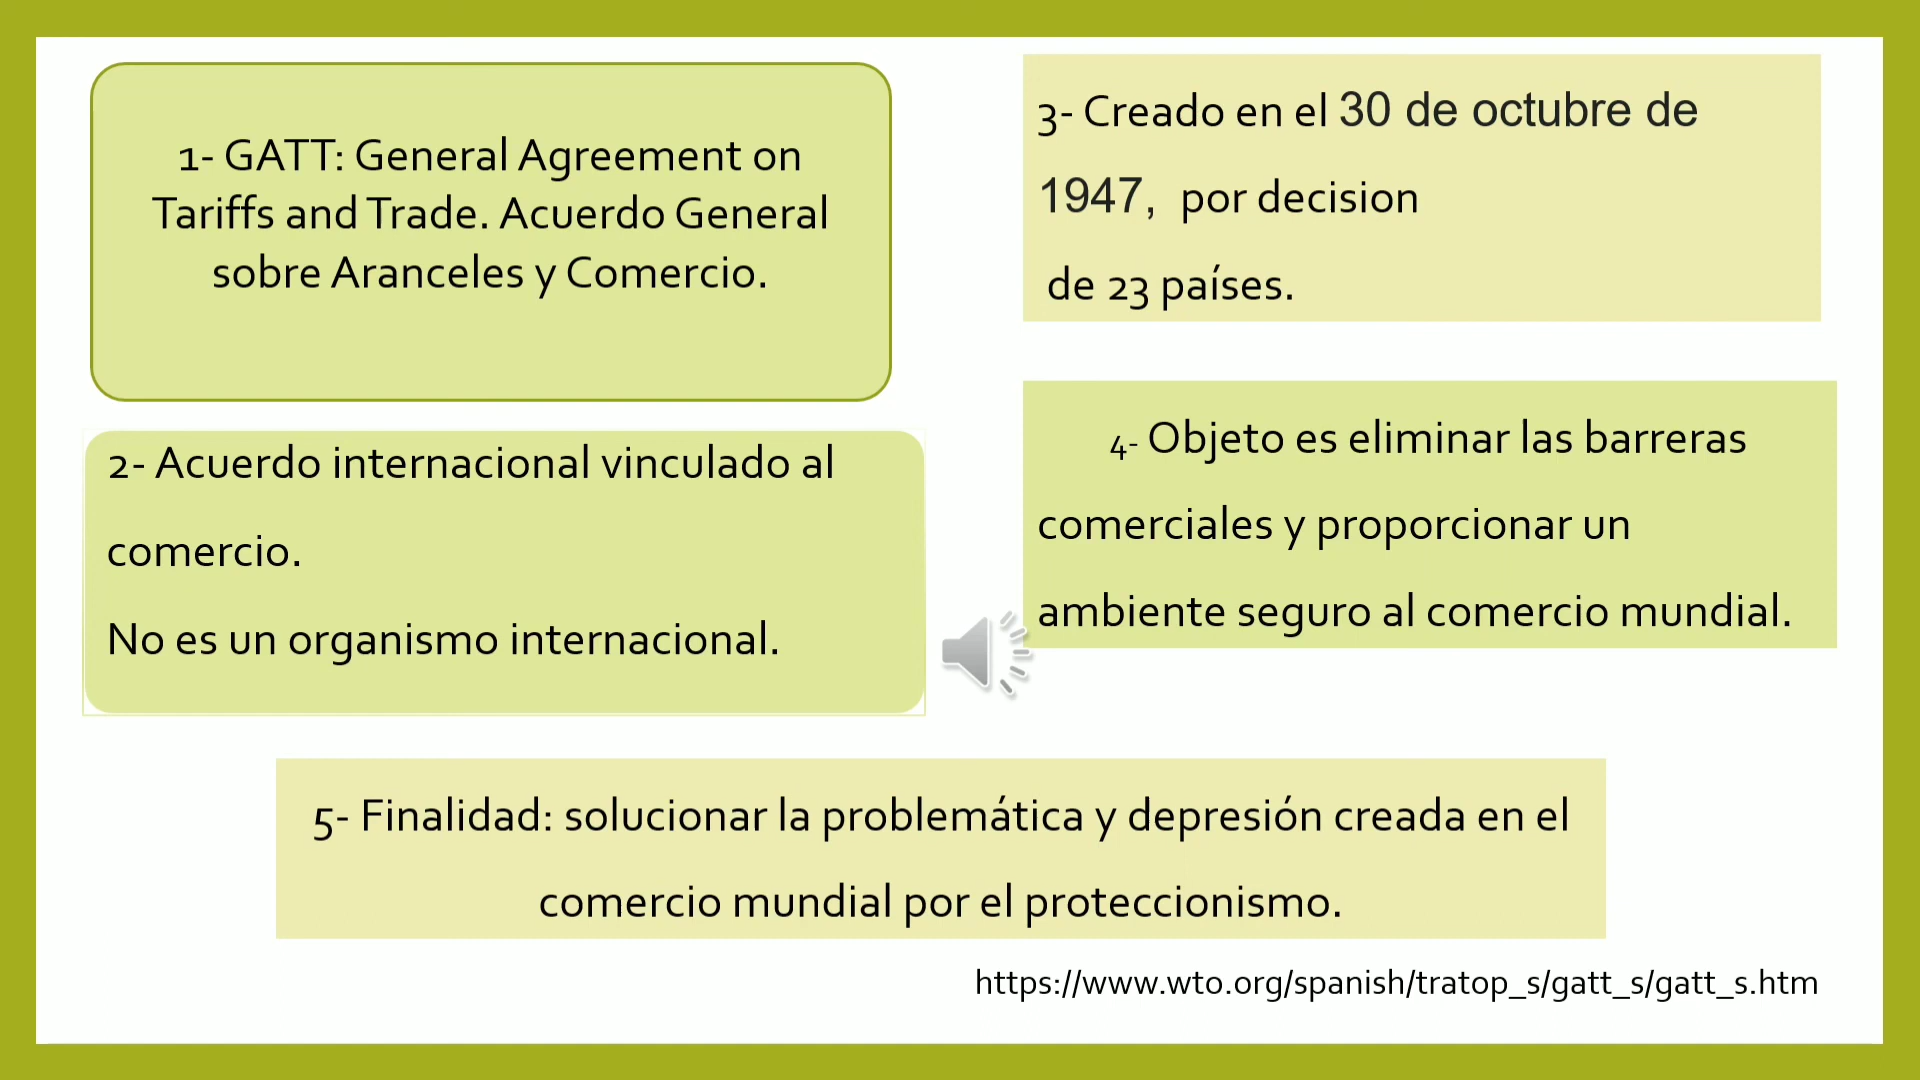 1- GATT: General Agreement on
Tariffs and Trade. Acuerdo General
sobre Aranceles y Comercio.
2- Acuerdo internacional vinculado al
comercio.
No es un organismo internacional.
3- Creado en el 30 de octubre de
1947, por decision
de 23 países.
4- Objeto es eliminar las barreras
comerciales y proporcionar un
ambiente seguro al comercio mundial.
5- Finalidad: solucionar la problemática y depresión creada en el
comercio mundial por el proteccionismo.
https://www.wto.org/spanish/tratop_s/gatt_s/gatt_s.htm